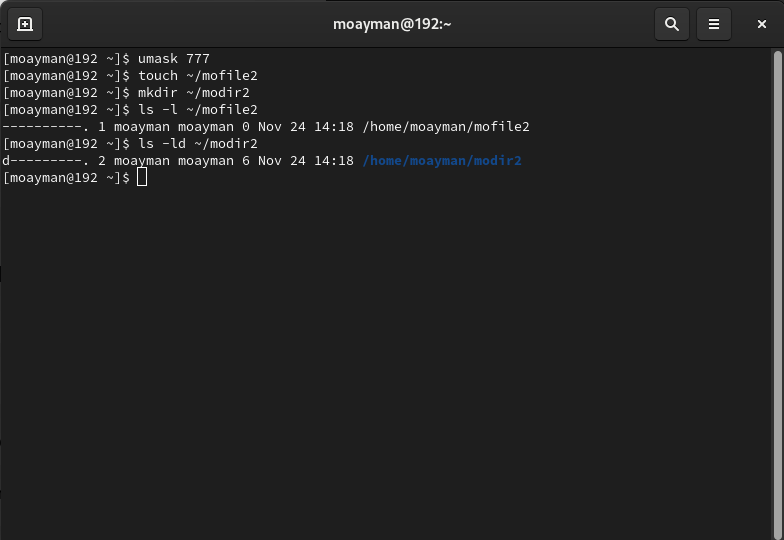 moayman@192:~
[moayman@192 ~]$ umask 777
[moayman@192 ~]$ touch ~/mofile2
[moayman@192 ~]$ mkdir ~/modir2
[moayman@192 ~]$ ls -l ~/mofile2
----------. 1 moayman moayman 0 Nov 24 14:18 /home/moayman/mofile2
[moayman@192 ~]$ ls -ld ~/modir2
d---------. 2 moayman moayman 6 Nov 24 14:18 /home/moayman/modir2
[moayman@192 ~]$